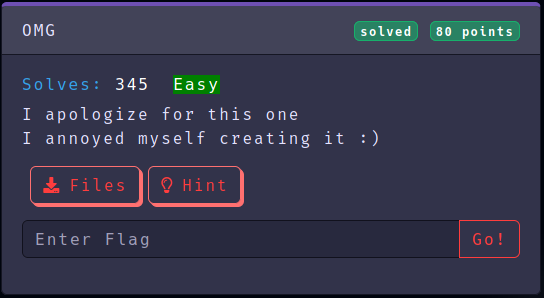 OMG solved 80 points
Solves: 345 Easy
I apologize for this one
I annoyed myself creating it :)
Files Hint
Enter Flag Go!